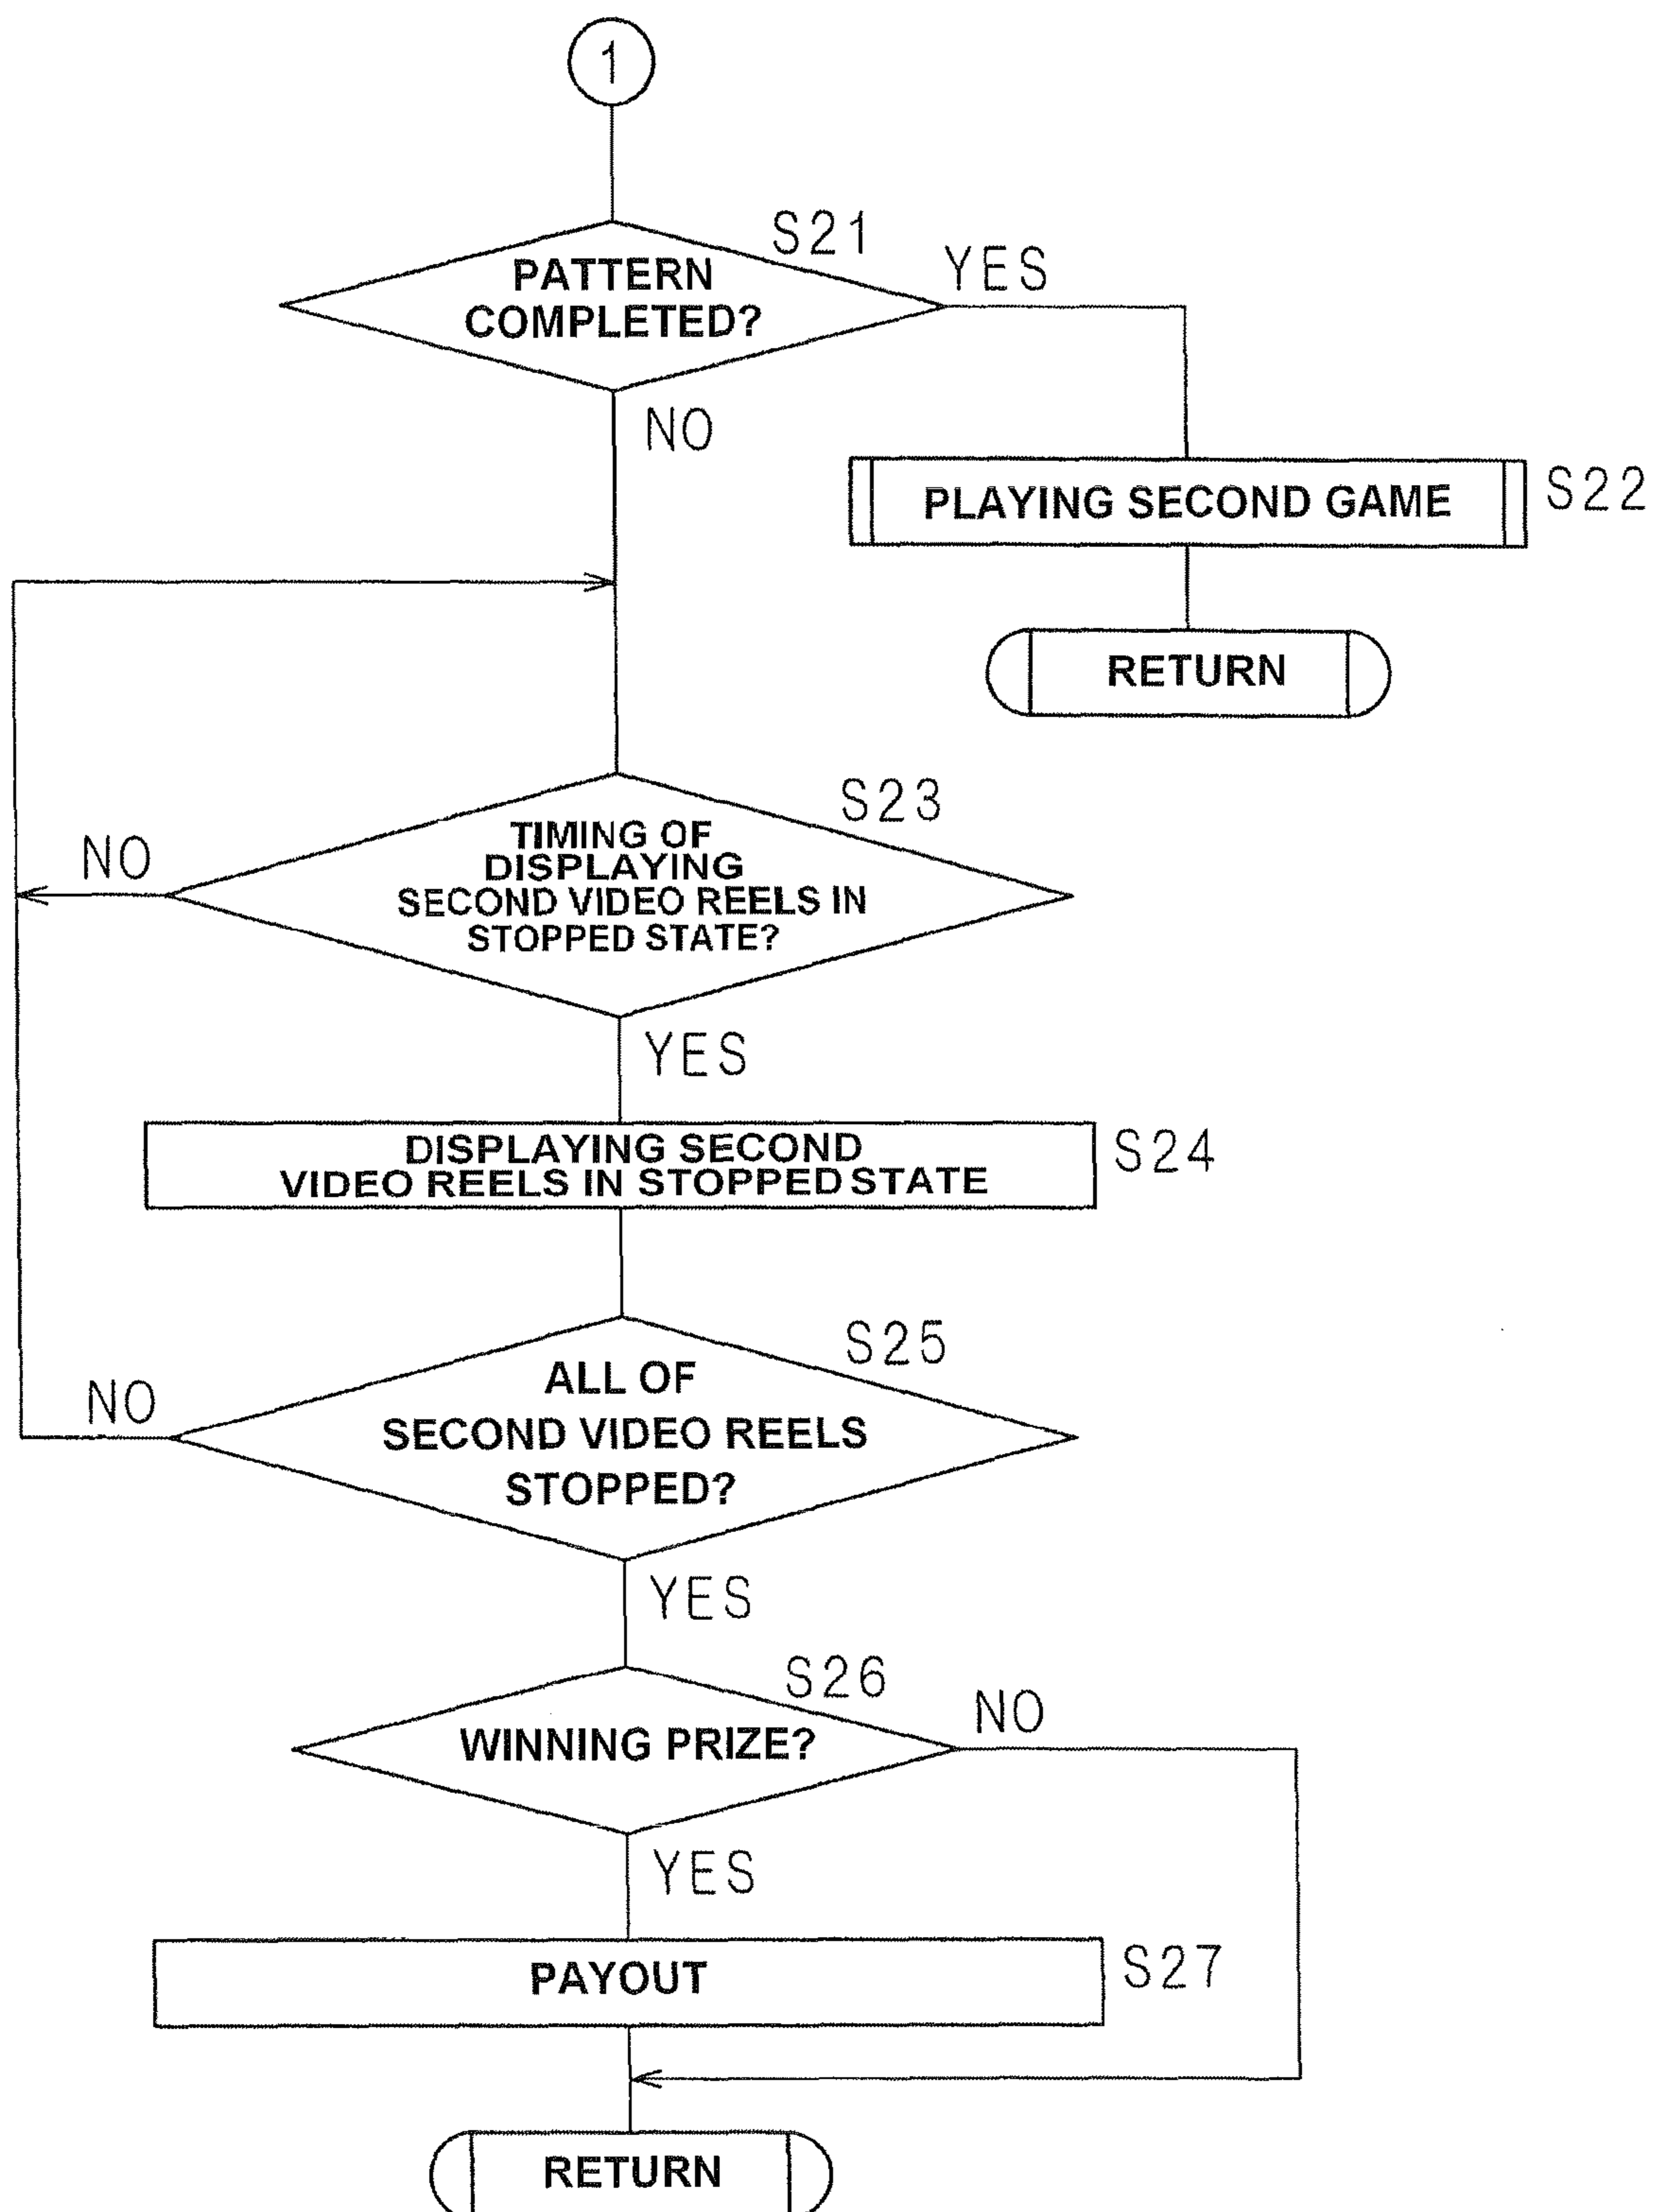 1
S21
PATTERN
COMPLETED?
YES
NO
PLAYING SECOND GAME
S22
RETURN
S23
TIMING OF
DISPLAYING
SECOND VIDEO REELS IN
STOPPED STATE?
NO
YES
DISPLAYING SECOND
VIDEO REELS IN STOPPED STATE
S24
S25
ALL OF
SECOND VIDEO REELS
STOPPED?
NO
YES
S26
WINNING PRIZE?
NO
YES
PAYOUT
S27
RETURN